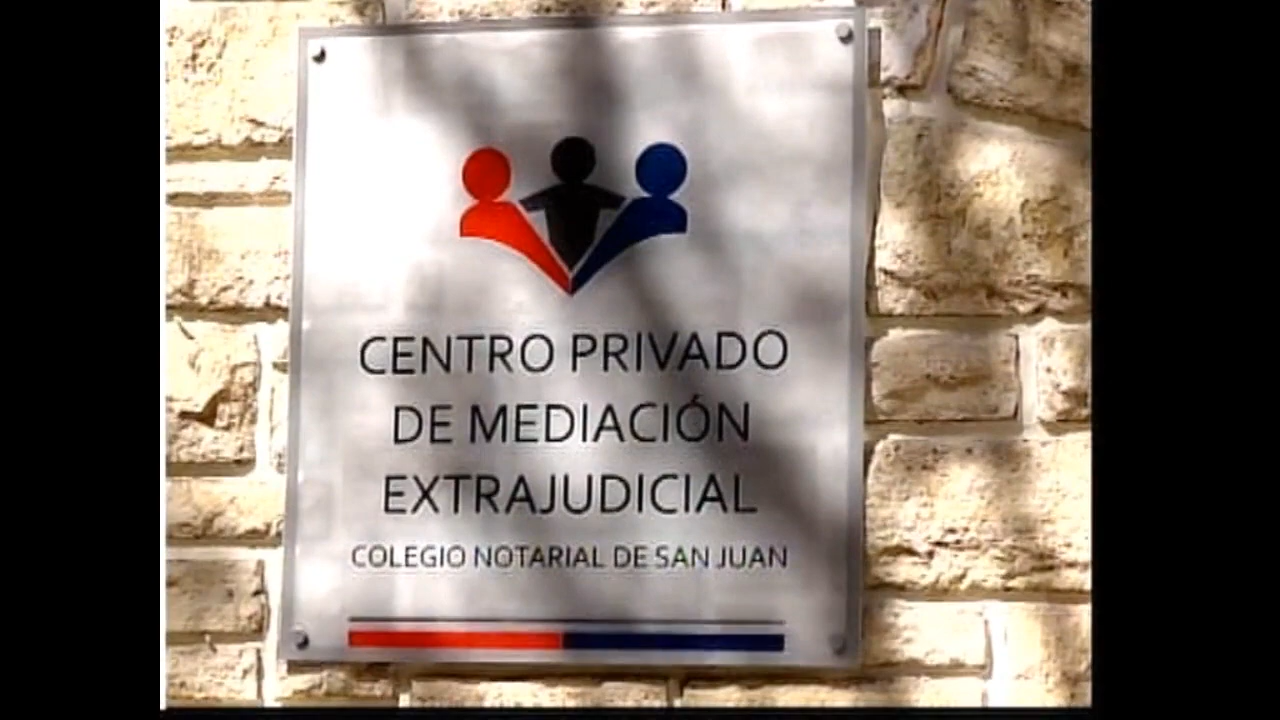 CENTRO PRIVADO
DE MEDIACIÓN
EXTRAJUDICIAL
COLEGIO NOTARIAL DE SAN JUAN